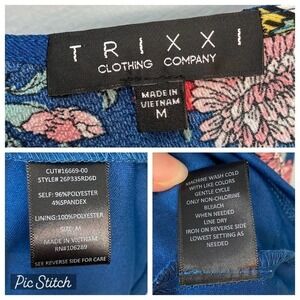 TRIXXI
CLOTHING COMPANY
MADE IN
VIETNAM
M
CUT#16669-00
STYLE# 26P335RD6D
SELF: 96%POLYESTER
4%SPANDEX
LINING:100%POLYESTER
SIZE: M
MADE IN VIETNAM
RN#106289
SEE REVERSE SIDE FOR CARE
MACHINE WASH COLD
WITH LIKE COLORS
GENTLE CYCLE
ONLY NON-CLORINE
BLEACH
WHEN NEEDED
LINE DRY
IRON ON REVERSE SIDE
LOWEST SETTING AS
NEEDED
Pic Stitch